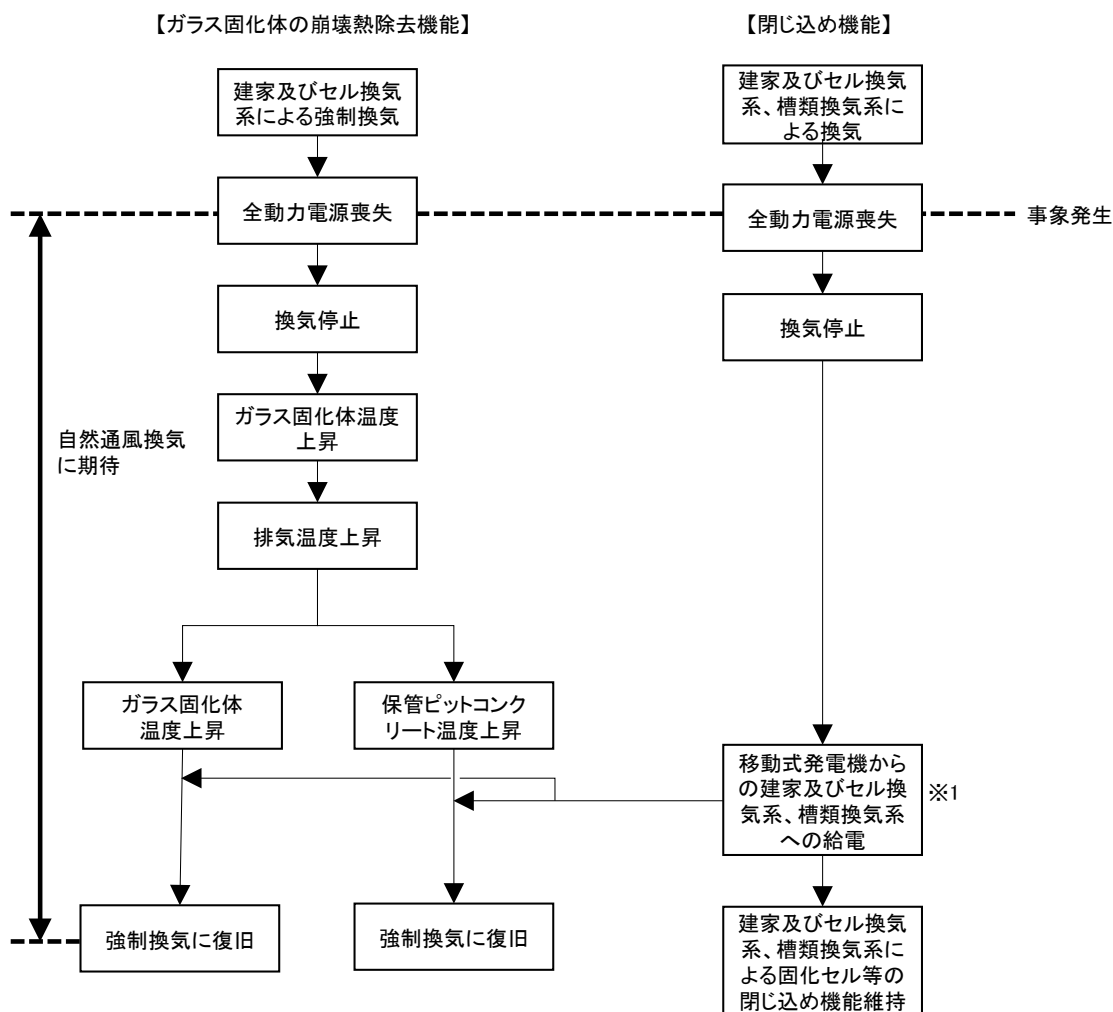 【ガラス固化体の崩壊熱除去機能】
建家及びセル換気
系による強制換気
全動力電源喪失
換気停止
ガラス固化体温度
上昇
排気温度上昇
ガラス固化体
温度上昇
保管ピットコンク
リート温度上昇
強制換気に復旧
強制換気に復旧
自然通風換気
に期待
【閉じ込め機能】
建家及びセル換気
系、槽類換気系に
よる換気
全動力電源喪失
事象発生
換気停止
移動式発電機から
の建家及びセル換
気系、槽類換気系
への給電
※1
建家及びセル換気
系、槽類換気系に
よる固化セル等の
閉じ込め機能維持